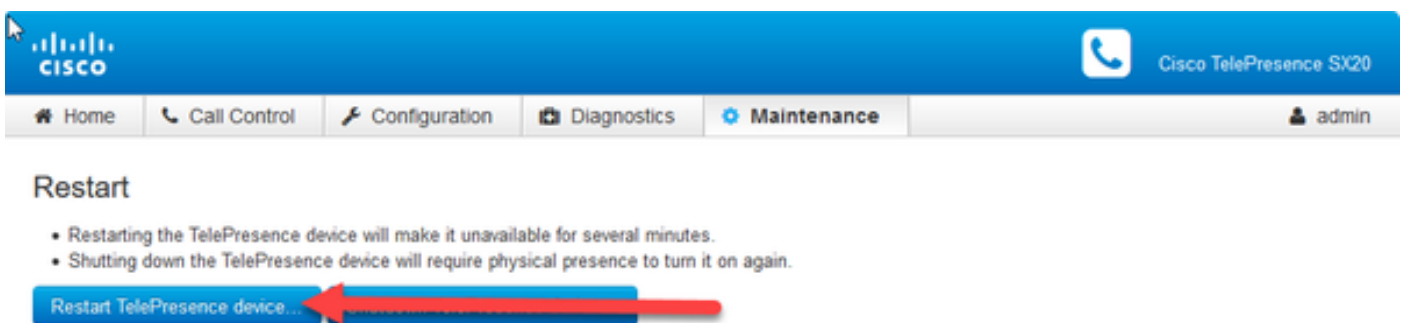 CISCO
Cisco TelePresence SX20
Home Call Control Configuration Diagnostics Maintenance admin
Restart
• Restarting the TelePresence device will make it unavailable for several minutes.
• Shutting down the TelePresence device will require physical presence to turn it on again.
Restart TelePresence device...